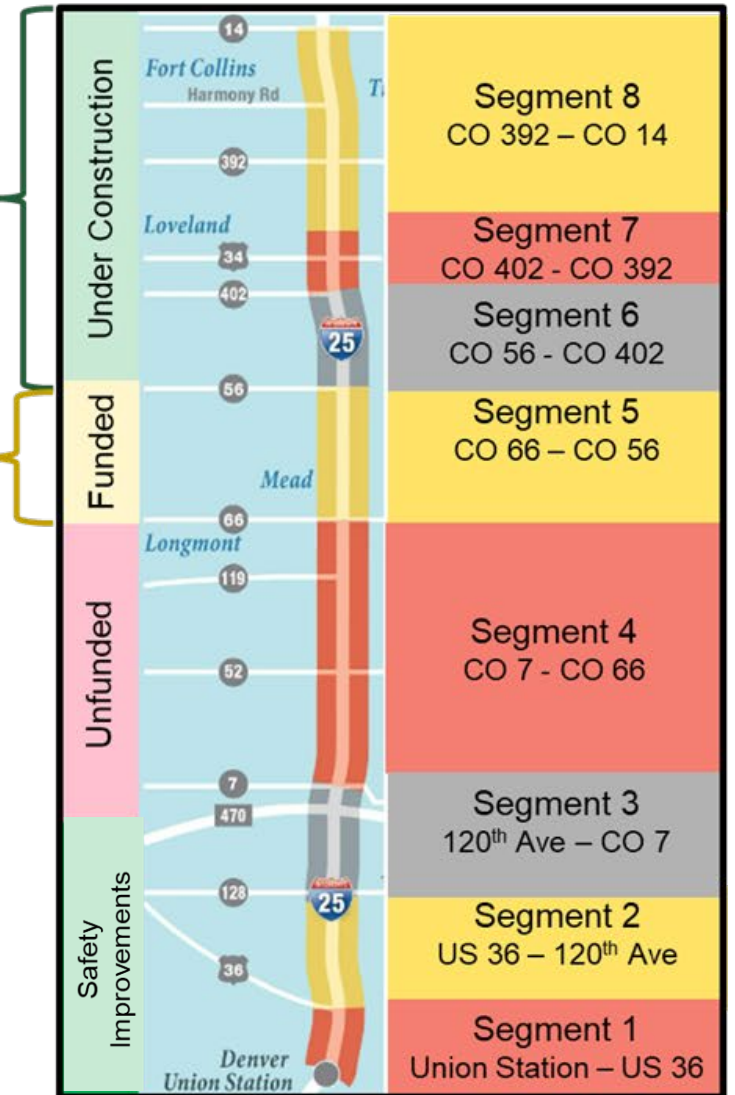 Under Construction
Funded
Unfunded
Safety
Improvements
14
Fort Collins
Harmony Rd
392
Loveland
34
402
25
56
Mead
66
Longmont
119
52
7
470
128
25
36
Denver
Union Station
Segment 8
CO 392 – CO 14
Segment 7
CO 402 - CO 392
Segment 6
CO 56 - CO 402
Segment 5
CO 66 – CO 56
Segment 4
CO 7 - CO 66
Segment 3
120th Ave – CO 7
Segment 2
US 36 – 120th Ave
Segment 1
Union Station – US 36